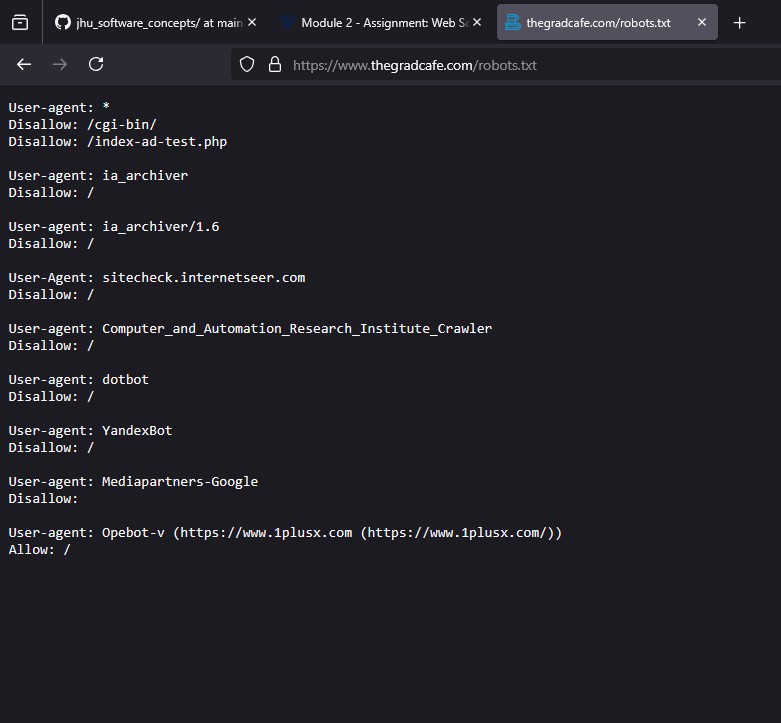 jhu_software_concepts/ at main
Module 2 - Assignment: Web Sc
thegradcafe.com/robots.txt
https://www.thegradcafe.com/robots.txt
User-agent: *
Disallow: /cgi-bin/
Disallow: /index-ad-test.php
User-agent: ia_archiver
Disallow: /
User-agent: ia_archiver/1.6
Disallow: /
User-Agent: sitecheck.internetseer.com
Disallow: /
User-agent: Computer_and_Automation_Research_Institute_Crawler
Disallow: /
User-agent: dotbot
Disallow: /
User-agent: YandexBot
Disallow: /
User-agent: Mediapartners-Google
Disallow:
User-agent: Opebot-v (https://www.1plusx.com (https://www.1plusx.com/))
Allow: /